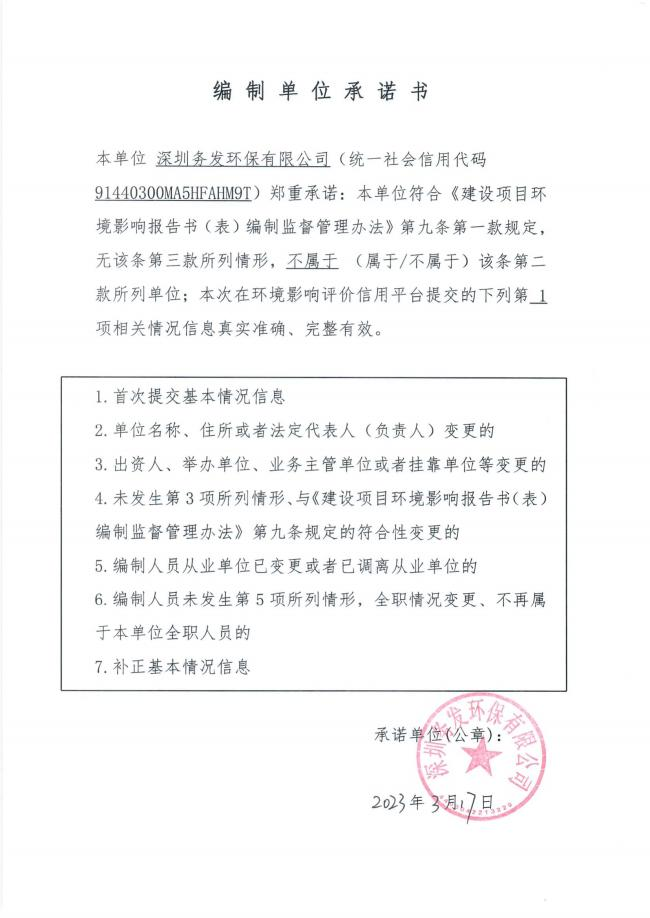 编制单位承诺书
本单位 深圳务发环保有限公司（统一社会信用代码
91440300MA5HFAHM9T）郑重承诺：本单位符合《建设项目环
境影响报告书（表）编制监督管理办法》第九条第一款规定，
无该条第三款所列情形，不属于 （属于/不属于）该条第二
款所列单位；本次在环境影响评价信用平台提交的下列第 1
项相关情况信息真实准确、完整有效。
1.首次提交基本情况信息
2.单位名称、住所或者法定代表人（负责人）变更的
3.出资人、举办单位、业务主管单位或者挂靠单位等变更的
4.未发生第3项所列情形、与《建设项目环境影响报告书（表）
编制监督管理办法》第九条规定的符合性变更的
5.编制人员从业单位已变更或者已调离从业单位的
6.编制人员未发生第5项所列情形，全职情况变更、不再属
于本单位全职人员的
7.补正基本情况信息
承诺单位(公章)：
深圳务发环保有限公司
2023年3月17日